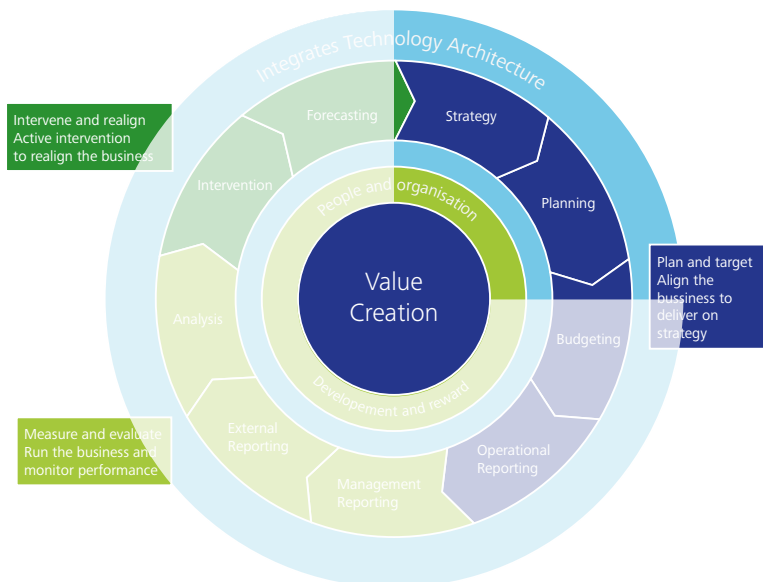 Integrates Technology Architecture
Forecasting
Strategy
Intervene and realign
Active intervention
to realign the business
Intervention
People and organisation
Planning
Value
Creation
Plan and target
Align the
bussiness to
deliver on
strategy
Analysis
Budgeting
Developement and reward
Measure and evaluate
Run the business and
monitor performance
External
Reporting
Operational
Reporting
Management
Reporting